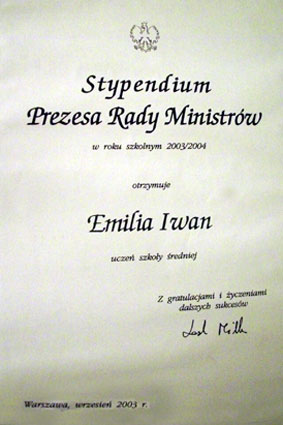 Stypendium
Prezesa Rady Ministrów
w roku szkolnym 2003/2004
otrzymuje
Emilia Iwan
uczeń szkoły średniej
Z gratulacjami i życzeniami
dalszych sukcesów
Warszawa, wrzesień 2003 r.